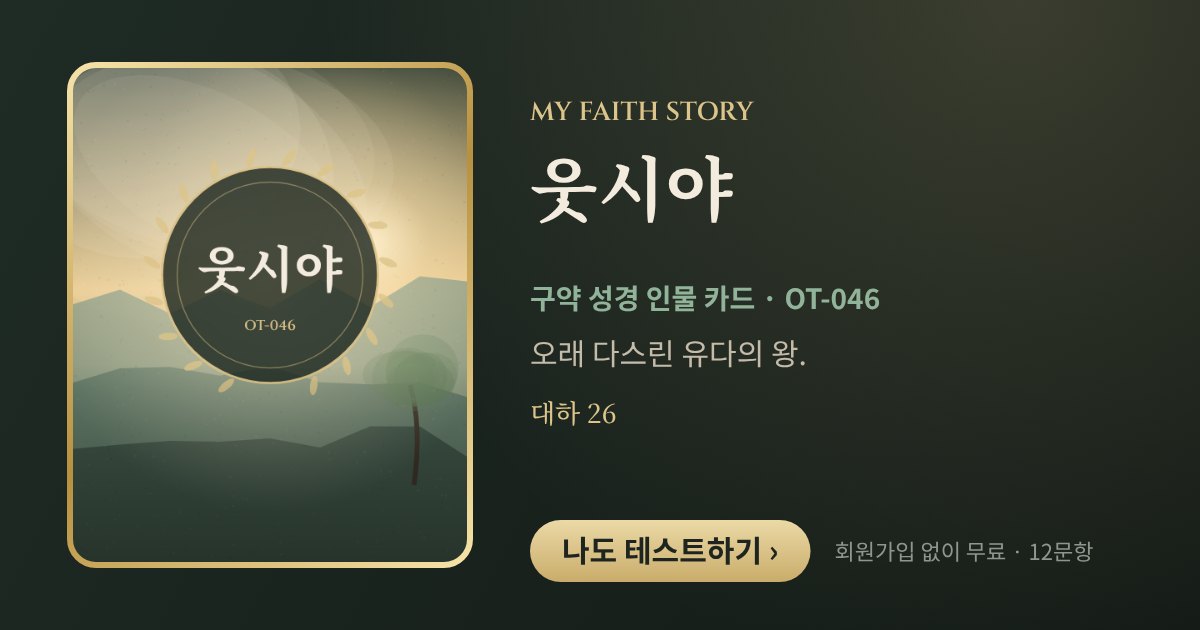 웃시야
OT-046
MY FAITH STORY
웃시야
구약 성경 인물 카드 · OT-046
오래 다스린 유다의 왕.
대하 26
나도 테스트하기 ›
회원가입 없이 무료 · 12문항